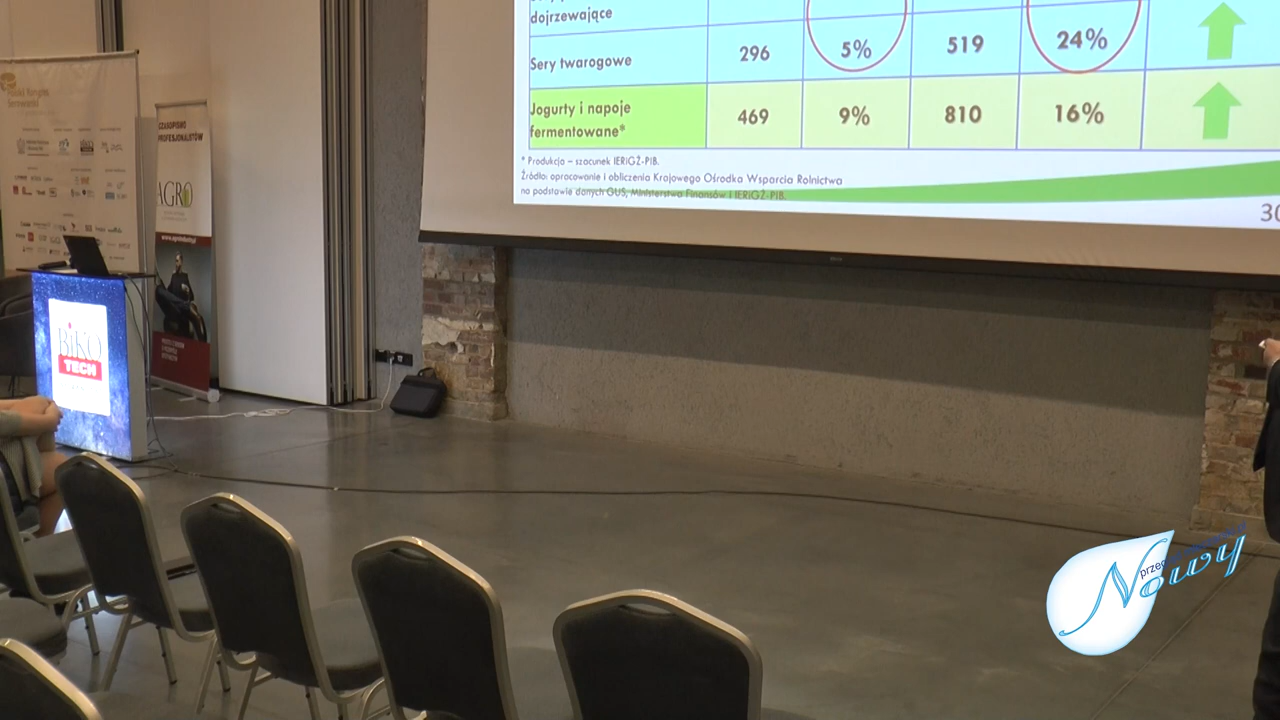 dojrzewające
Sery twarogowe 296 5% 519 24%
Jogurty i napoje
fermentowane* 469 9% 810 16%
* Produkcja – szacunek IERiGŻ-PIB.
Źródło: opracowanie i obliczenia Krajowego Ośrodka Wsparcia Rolnictwa
na podstawie danych GUS, Ministerstwa Finansów i IERiGŻ-PIB.
30
CZASOPISMO
PROFESJONALISTÓW
AGRO
BIKO
TECH
Nowy